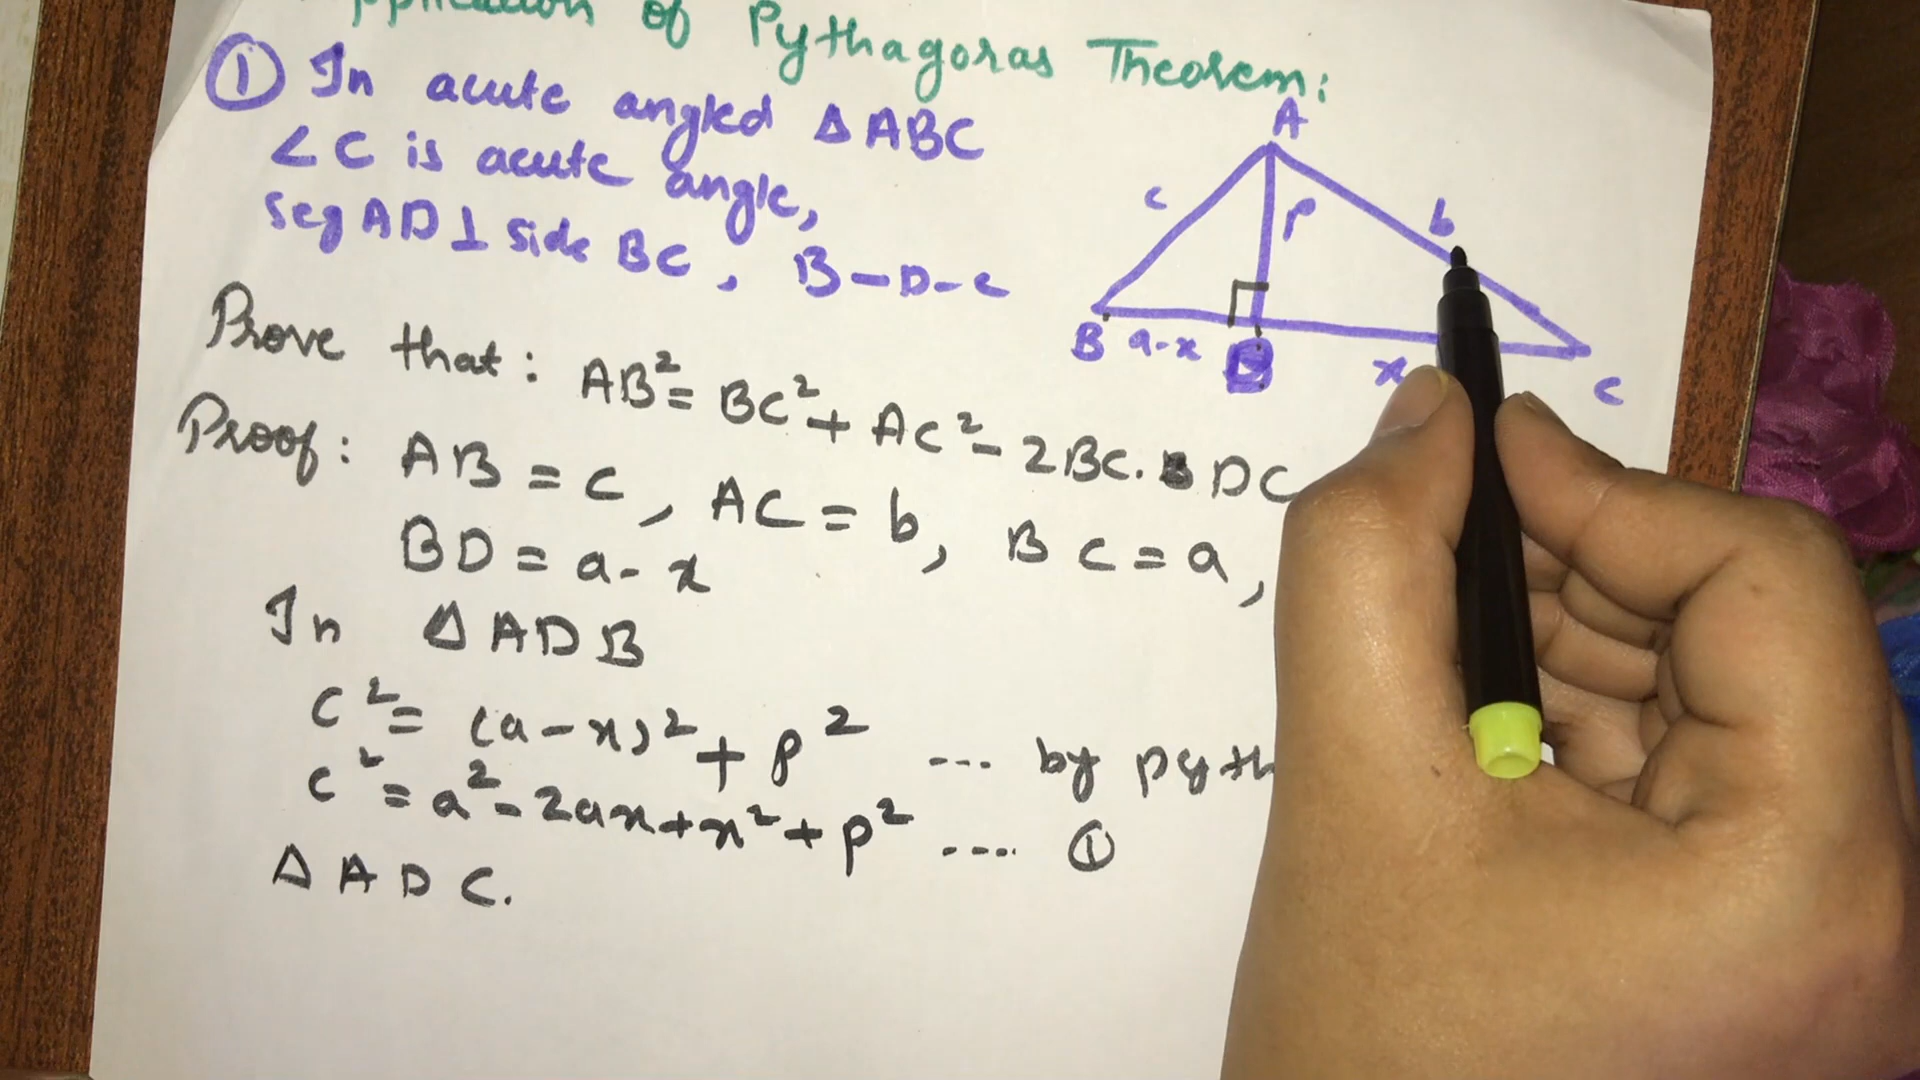 Application of Pythagoras Theorem:
① In acute angled ΔABC
∠C is acute angle,
seg AD ⊥ side BC, B-D-C
Prove that: AB² = BC² + AC² - 2BC. DC
Proof: AB = c, AC = b, BC = a,
BD = a-x
In ΔADB
c² = (a-x)² + p² ... by pyth
c² = a² - 2ax + x² + p² .... ①
ΔADC.
A
c
p
b
B a-x D x C